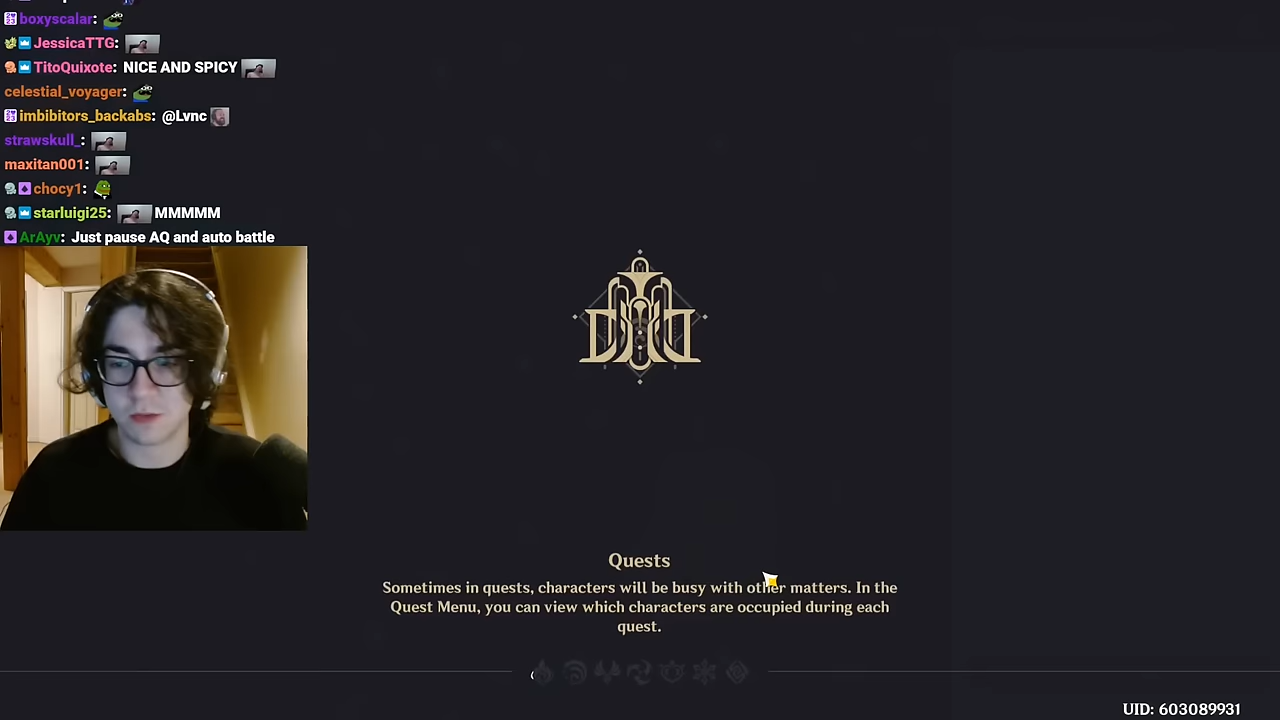 boxyscalar:
JessicaTTG:
TitoQuixote: NICE AND SPICY
celestial_voyager:
imbibitors_backabs: @Lvnc
strawskull_:
maxitan001:
chocy1:
starluigi25: MMMMM
ArAyv: Just pause AQ and auto battle
Quests
Sometimes in quests, characters will be busy with other matters. In the
Quest Menu, you can view which characters are occupied during each
quest.
UID: 603089931